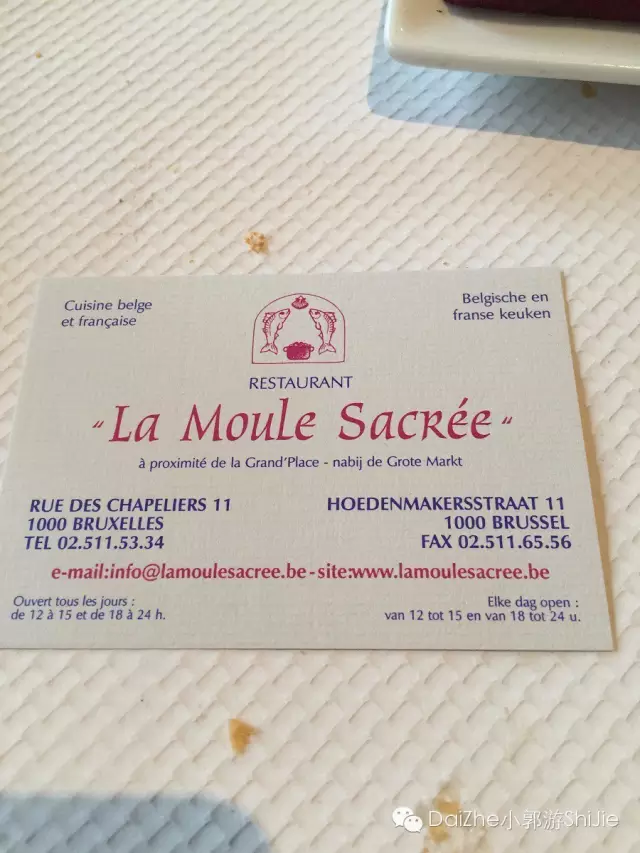 Cuisine belge
et française
Belgische en
franse keuken
RESTAURANT
"La Moule Sacrée"
à proximité de la Grand'Place - nabij de Grote Markt
RUE DES CHAPELIERS 11
1000 BRUXELLES
TEL 02.511.53.34
HOEDENMAKERSSTRAAT 11
1000 BRUSSEL
FAX 02.511.65.56
e-mail:info@lamoulesacree.be-site:www.lamoulesacree.be
Ouvert tous les jours :
de 12 à 15 et de 18 à 24 h.
Elke dag open :
van 12 tot 15 en van 18 tot 24 u.
DaiZhe小郭游ShiJie